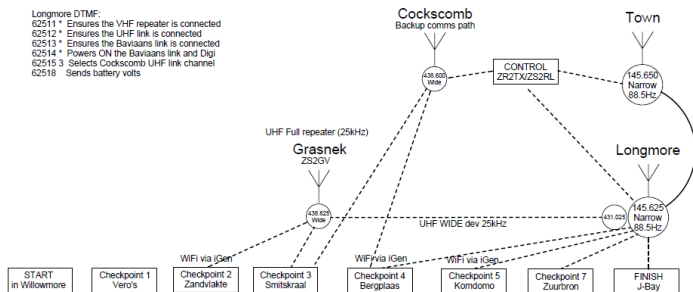 Longmore DTMF:
62511 * Ensures the VHF repeater is connected
62512 * Ensures the UHF link is connected
62513 * Ensures the Baviaans link is connected
62514 * Powers ON the Baviaans link and Digi
62515 3 Selects Cockscomb UHF link channel
62518 Sends battery volts
Cockscomb
Backup comms path
Town
438.600
Wide
CONTROL
ZR2TX/ZS2RL
145.650
Narrow
88.5Hz
UHF Full repeater (25kHz)
Grasnek
ZS2GV
Longmore
438.625
Wide
UHF WIDE dev 25kHz
431.025
145.625
Narrow
88.5Hz
WiFi via iGen
WiFi via iGen
WiFi via iGen
START
in Willowmore
Checkpoint 1
Vero's
Checkpoint 2
Zandvlakte
Checkpoint 3
Smitskraal
Checkpoint 4
Bergplaas
Checkpoint 5
Komdomo
Checkpoint 7
Zuurbron
FINISH
J-Bay